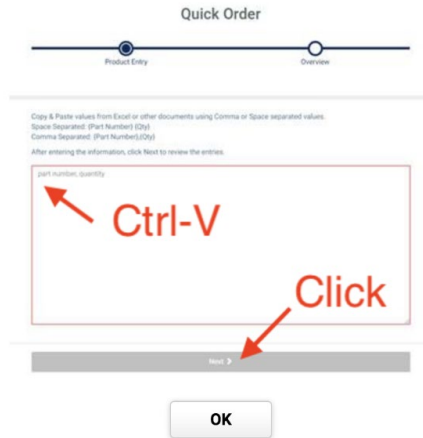 Quick Order
Product Entry
Overview
Copy & Paste values from Excel or other documents using Comma or Space separated values.
Space Separated: (Part Number) (Qty)
Comma Separated: (Part Number),(Qty)
After entering the information, click Next to review the entries.
part number, quantity
Ctrl-V
Click
Next >
OK